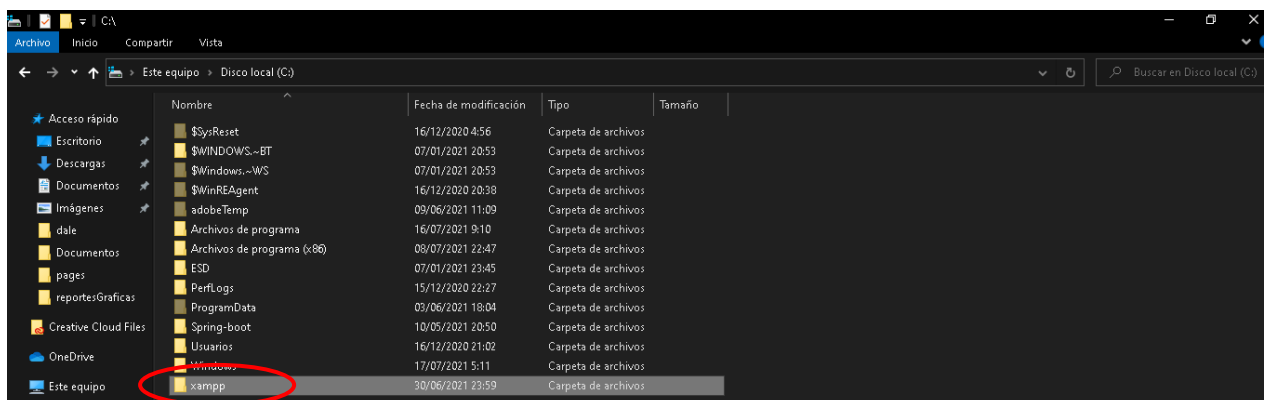 C:\
Archivo Inicio Compartir Vista
Este equipo > Disco local (C:) Buscar en Disco local (C:)
Nombre Fecha de modificación Tipo Tamaño
Acceso rápido
Escritorio
Descargas
Documentos
Imágenes
dale
Documentos
pages
reportesGraficas
Creative Cloud Files
OneDrive
Este equipo
$SysReset 16/12/2020 4:56 Carpeta de archivos
$WINDOWS.~BT 07/01/2021 20:53 Carpeta de archivos
$Windows.~WS 07/01/2021 20:53 Carpeta de archivos
$WinREAgent 16/12/2020 20:38 Carpeta de archivos
adobeTemp 09/06/2021 11:09 Carpeta de archivos
Archivos de programa 16/07/2021 9:10 Carpeta de archivos
Archivos de programa (x86) 08/07/2021 22:47 Carpeta de archivos
ESD 07/01/2021 23:45 Carpeta de archivos
PerfLogs 15/12/2020 22:27 Carpeta de archivos
ProgramData 03/06/2021 18:04 Carpeta de archivos
Spring-boot 10/05/2021 20:50 Carpeta de archivos
Usuarios 16/12/2020 21:02 Carpeta de archivos
Windows 17/07/2021 5:11 Carpeta de archivos
xampp 30/06/2021 23:59 Carpeta de archivos